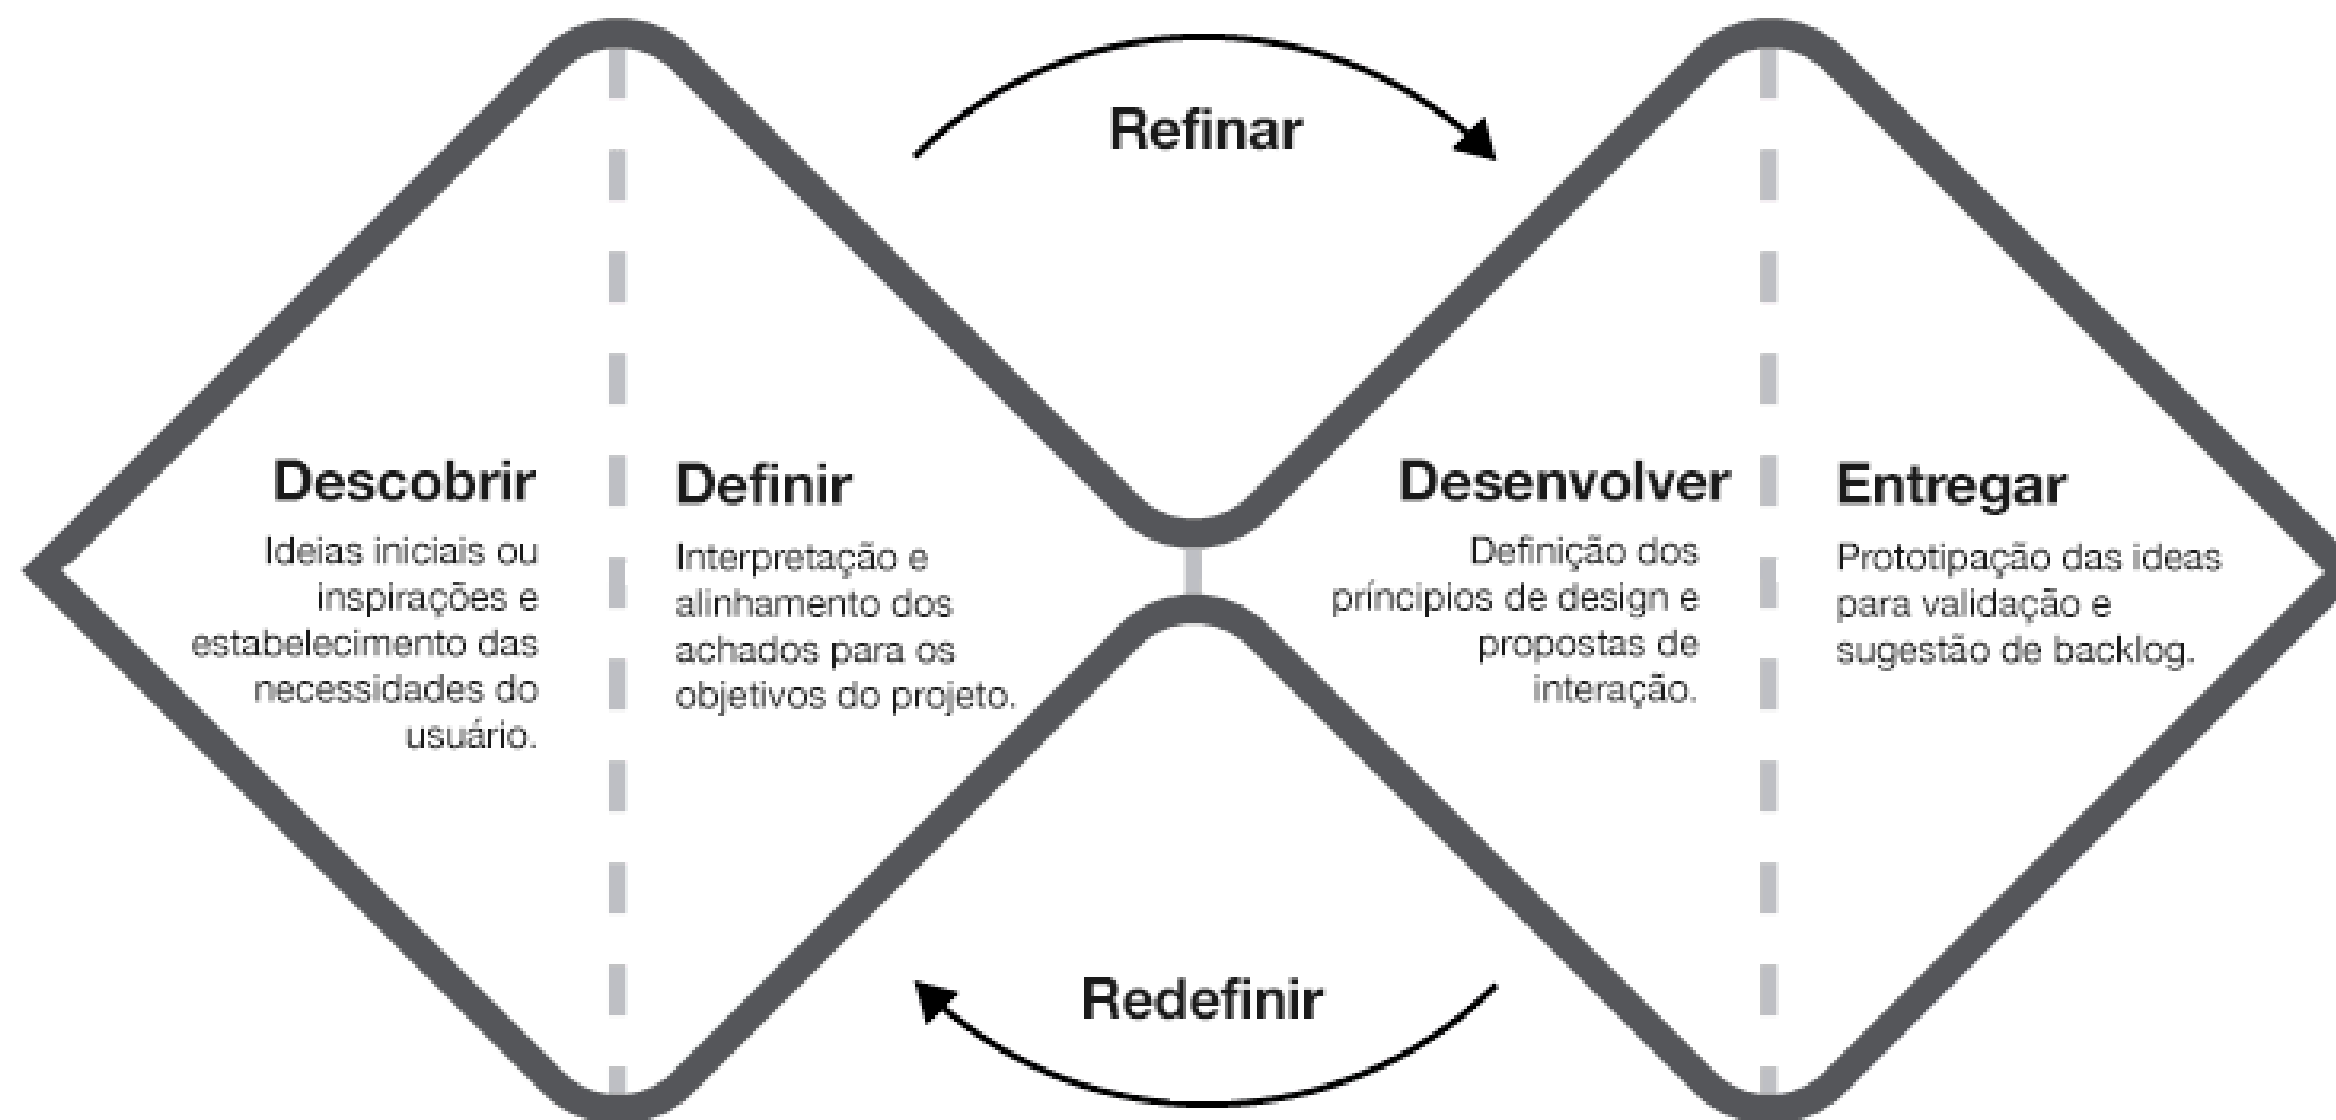 Refinar
Descobrir
Ideias iniciais ou
inspirações e
estabelecimento das
necessidades do
usuário.
Definir
Interpretação e
alinhamento dos
achados para os
objetivos do projeto.
Desenvolver
Definição dos
príncipios de design e
propostas de
interação.
Entregar
Prototipação das ideas
para validação e
sugestão de backlog.
Redefinir